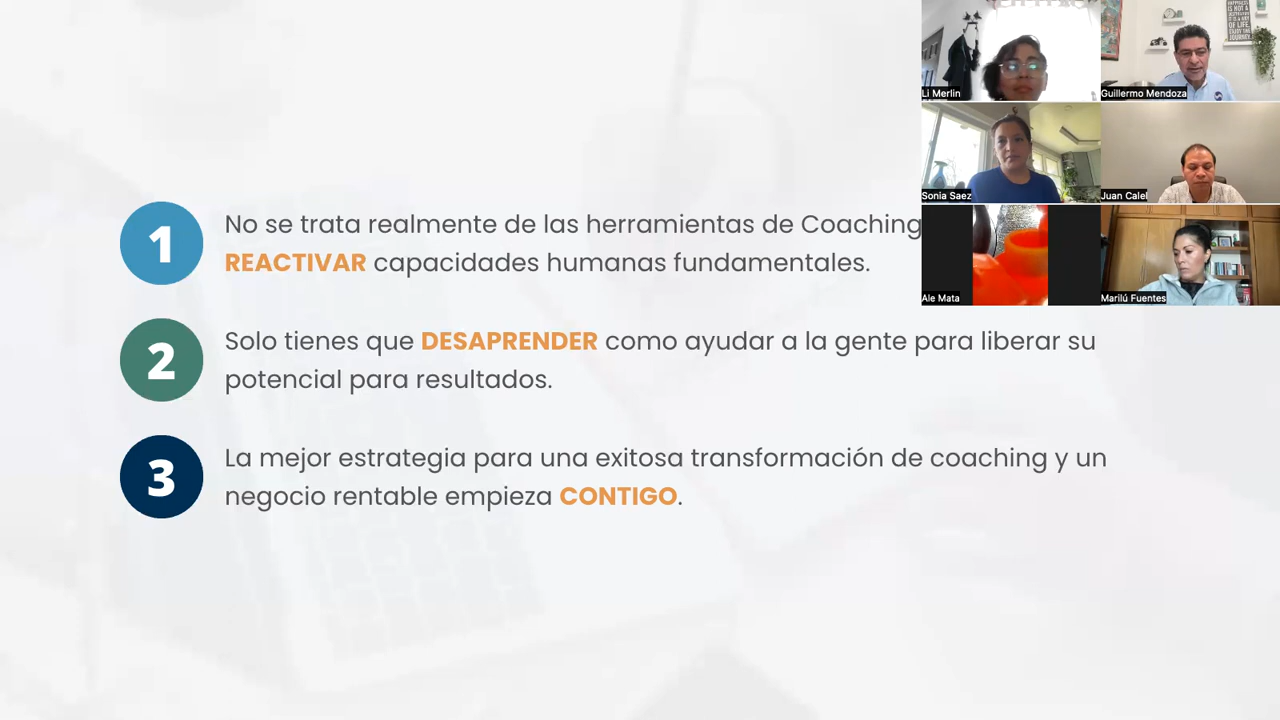 1
No se trata realmente de las herramientas de Coaching
REACTIVAR capacidades humanas fundamentales.
2
Solo tienes que DESAPRENDER como ayudar a la gente para liberar su
potencial para resultados.
3
La mejor estrategia para una exitosa transformación de coaching y un
negocio rentable empieza CONTIGO.
Li Merlin
Guillermo Mendoza
Sonia Saez
Juan Calel
Ale Mata
Marilú Fuentes